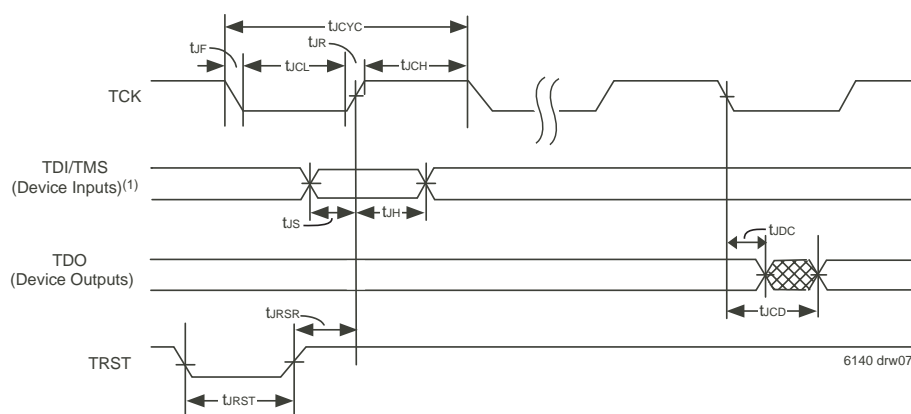 tJCYC
tJF
tJCL
tJR
tJCH
TCK
TDI/TMS
(Device Inputs)(1)
tJS
tJH
tJDC
TDO
(Device Outputs)
tJCD
tJRSR
TRST
tJRST
6140 drw07